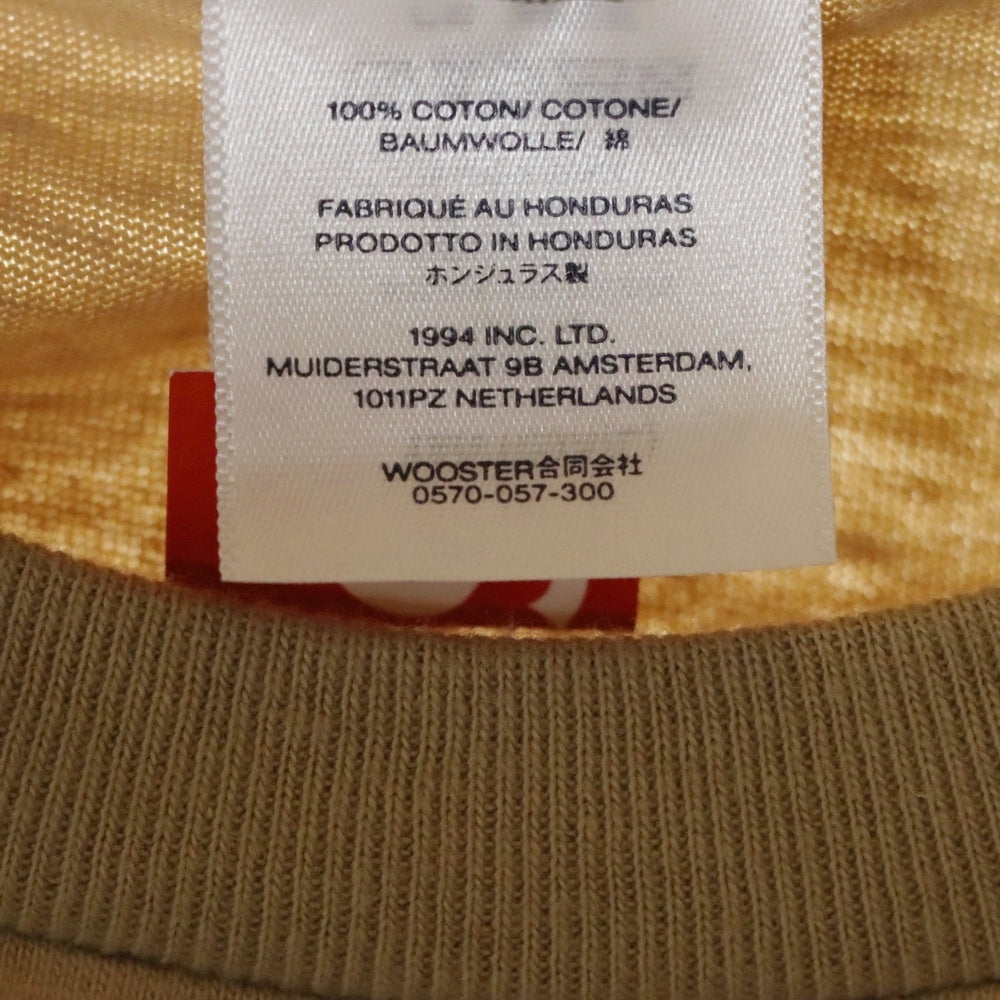 100% COTON/ COTONE/
BAUMWOLLE/ 綿
FABRIQUÉ AU HONDURAS
PRODOTTO IN HONDURAS
ホンジュラス製
1994 INC. LTD.
MUIDERSTRAAT 9B AMSTERDAM,
1011PZ NETHERLANDS
WOOSTER合同会社
0570-057-300